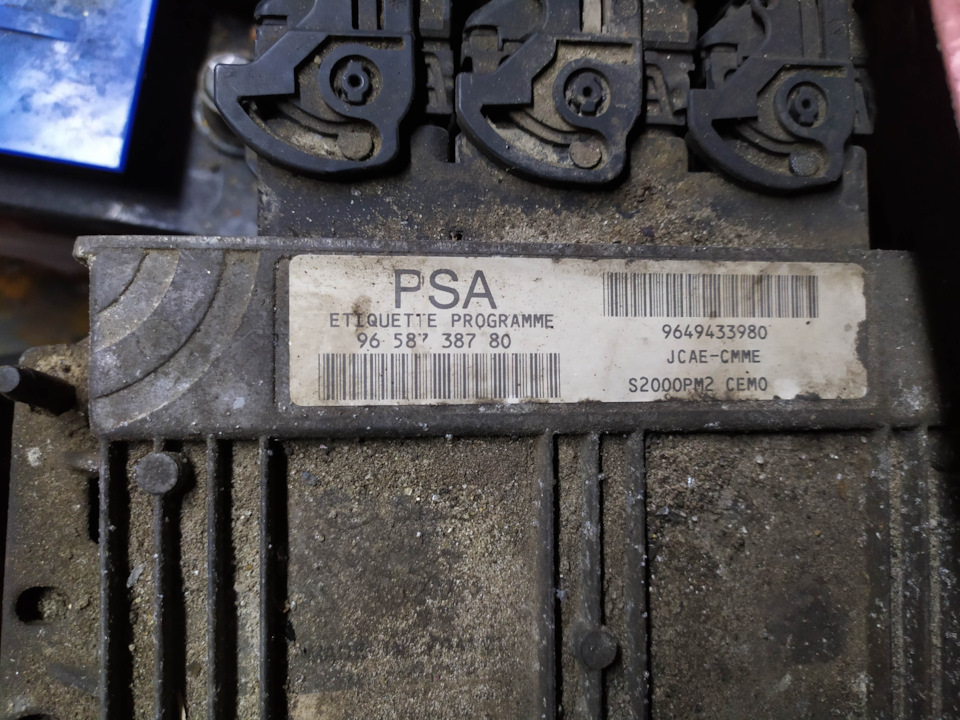 PSA
ETIQUETTE PROGRAMME
96 587 387 80
9649433980
JCAE-CMME
S2000PM2 CEMO